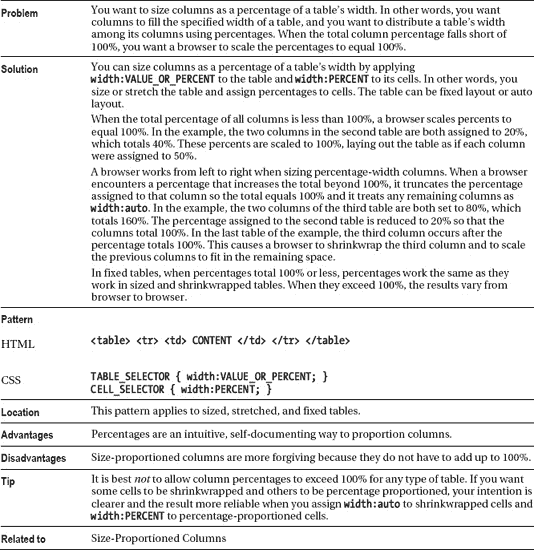 Problem
You want to size columns as a percentage of a table's width. In other words, you want
columns to fill the specified width of a table, and you want to distribute a table's width
among its columns using percentages. When the total column percentage falls short of
100%, you want a browser to scale the percentages to equal 100%.
Solution
You can size columns as a percentage of a table's width by applying
width:VALUE_OR_PERCENT to the table and width:PERCENT to its cells. In other words, you
size or stretch the table and assign percentages to cells. The table can be fixed layout or auto
layout.
When the total percentage of all columns is less than 100%, a browser scales percents to
equal 100%. In the example, the two columns in the second table are both assigned to 20%,
which totals 40%. These percents are scaled to 100%, laying out the table as if each column
were assigned to 50%.
A browser works from left to right when sizing percentage-width columns. When a browser
encounters a percentage that increases the total beyond 100%, it truncates the percentage
assigned to that column so the total equals 100% and it treats any remaining columns as
width:auto. In the example, the two columns of the third table are both set to 80%, which
totals 160%. The percentage assigned to the second table is reduced to 20% so that the
columns total 100%. In the last table of the example, the third column occurs after the
percentage totals 100%. This causes a browser to shrinkwrap the third column and to scale
the previous columns to fit in the remaining space.
In fixed tables, when percentages total 100% or less, percentages work the same as they
work in sized and shrinkwrapped tables. When they exceed 100%, the results vary from
browser to browser.
Pattern
HTML
<table> <tr> <td> CONTENT </td> </tr> </table>
CSS
TABLE_SELECTOR { width:VALUE_OR_PERCENT; }
CELL_SELECTOR { width:PERCENT; }
Location
This pattern applies to sized, stretched, and fixed tables.
Advantages
Percentages are an intuitive, self-documenting way to proportion columns.
Disadvantages
Size-proportioned columns are more forgiving because they do not have to add up to 100%.
Tip
It is best not to allow column percentages to exceed 100% for any type of table. If you want
some cells to be shrinkwrapped and others to be percentage proportioned, your intention is
clearer and the result more reliable when you assign width:auto to shrinkwrapped cells and
width:PERCENT to percentage-proportioned cells.
Related to
Size-Proportioned Columns